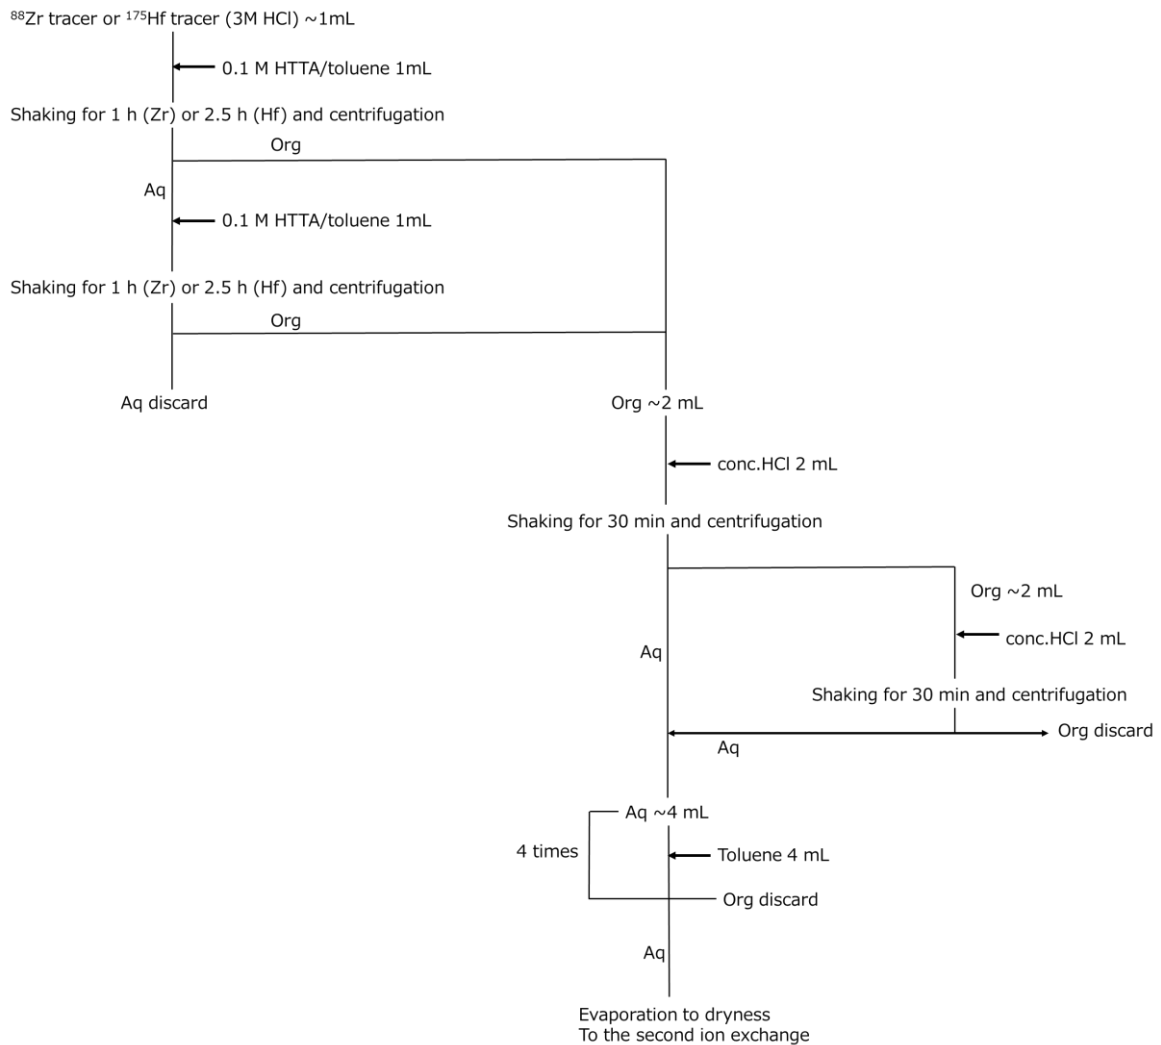 ⁸⁸Zr tracer or ¹⁷⁵Hf tracer (3M HCl) ~1mL
0.1 M HTTA/toluene 1mL
Shaking for 1 h (Zr) or 2.5 h (Hf) and centrifugation
Org
Aq
0.1 M HTTA/toluene 1mL
Shaking for 1 h (Zr) or 2.5 h (Hf) and centrifugation
Org
Aq discard
Org ~2 mL
conc.HCl 2 mL
Shaking for 30 min and centrifugation
Org ~2 mL
conc.HCl 2 mL
Aq
Shaking for 30 min and centrifugation
Org discard
Aq
Aq ~4 mL
4 times
Toluene 4 mL
Org discard
Aq
Evaporation to dryness
To the second ion exchange